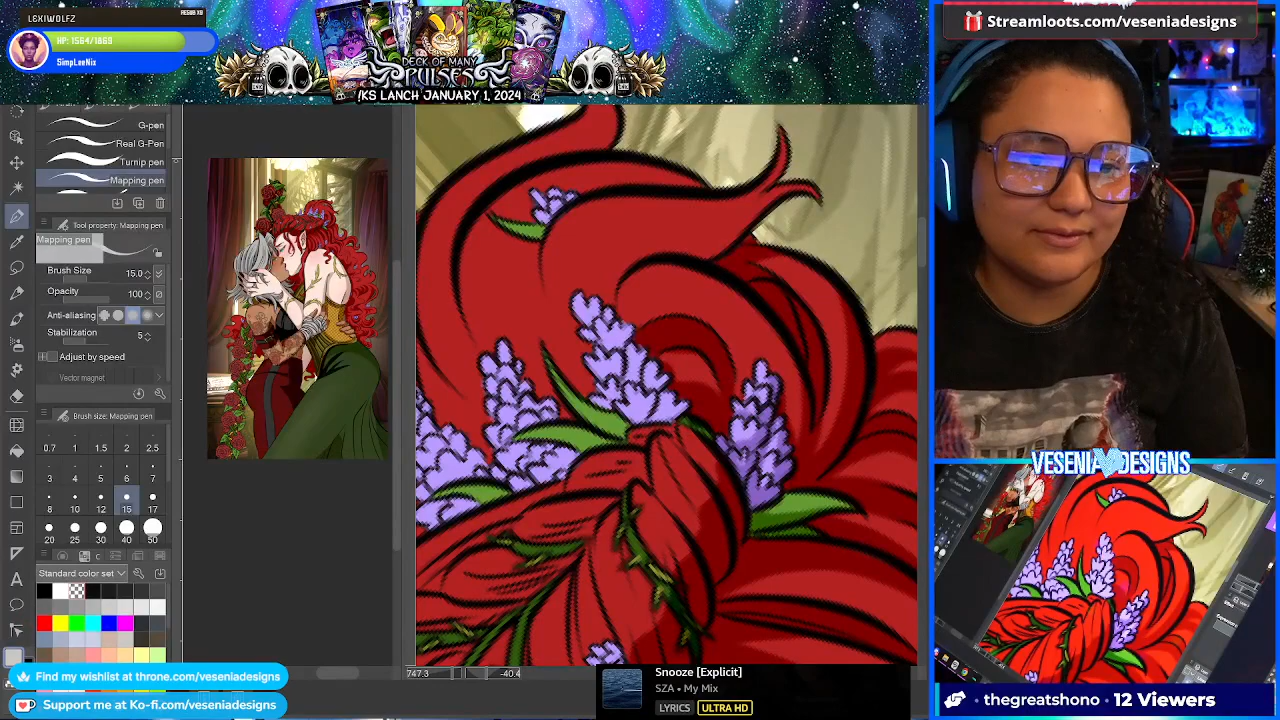 LEXIWOLFZ
HP: 1564/1869
SimpLeeNix
DECK OF MANY
PULSES
!KS LANCH JANUARY 1, 2024
Streamloots.com/veseniadesigns
G-pen
Real G-Pen
Turnip pen
Mapping pen
Tool property: Mapping pen
Mapping pen
Brush Size 15.0
Opacity 100
Anti-aliasing
Stabilization 5
Adjust by speed
Vector magnet
Brush size: Mapping pen
0.7 1 1.5 2 2.5
3 4 5 6 7
8 10 12 15 17
20 25 30 40 50
Standard color set
747.3 -40.4
VESENIA DESIGNS
Find my wishlist at throne.com/veseniadesigns
Support me at Ko-fi.com/veseniadesigns
Snooze [Explicit]
SZA • My Mix
LYRICS ULTRA HD
: thegreatshono • 12 Viewers